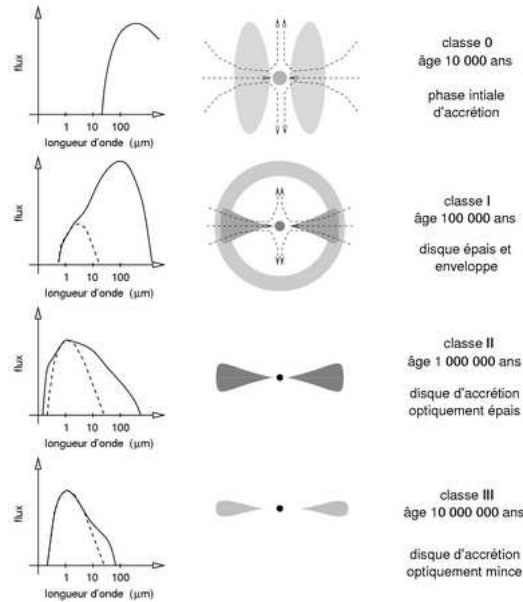 flux
1 10 100
longueur d'onde (μm)
classe 0
âge 10 000 ans
phase intiale
d'accrétion
flux
1 10 100
longueur d'onde (μm)
classe I
âge 100 000 ans
disque épais et
enveloppe
flux
1 10 100
longueur d'onde (μm)
classe II
âge 1 000 000 ans
disque d'accrétion
optiquement épais
flux
1 10 100
longueur d'onde (μm)
classe III
âge 10 000 000 ans
disque d'accrétion
optiquement mince